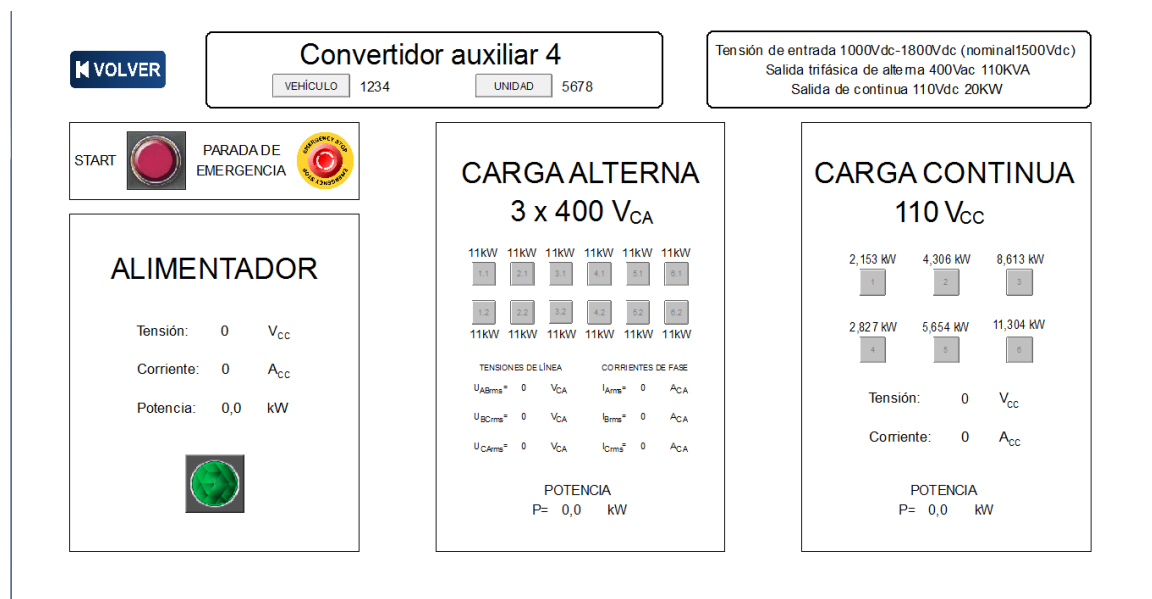 VOLVER
Convertidor auxiliar 4
VEHÍCULO 1234 UNIDAD 5678
Tensión de entrada 1000Vdc-1800Vdc (nominal1500Vdc)
Salida trifásica de alterna 400Vac 110KVA
Salida de continua 110Vdc 20KW
START
PARADA DE
EMERGENCIA
EMERGENCY STOP
EMERGENCY STOP
ALIMENTADOR
Tensión: 0 VCC
Corriente: 0 ACC
Potencia: 0,0 kW
CARGA ALTERNA
3 x 400 VCA
11kW 11kW 11kW 11kW 11kW 11kW
1.1 2.1 3.1 4.1 5.1 6.1
1.2 2.2 3.2 4.2 5.2 6.2
11kW 11kW 11kW 11kW 11kW 11kW
TENSIONES DE LÍNEA CORRIENTES DE FASE
UABrms= 0 VCA IArms= 0 ACA
UBCrms= 0 VCA IBrms= 0 ACA
UCArms= 0 VCA ICrms= 0 ACA
POTENCIA
P= 0,0 kW
CARGA CONTINUA
110 VCC
2,153 kW 4,306 kW 8,613 kW
1 2 3
2,827 kW 5,654 kW 11,304 kW
4 5 6
Tensión: 0 VCC
Corriente: 0 ACC
POTENCIA
P= 0,0 kW